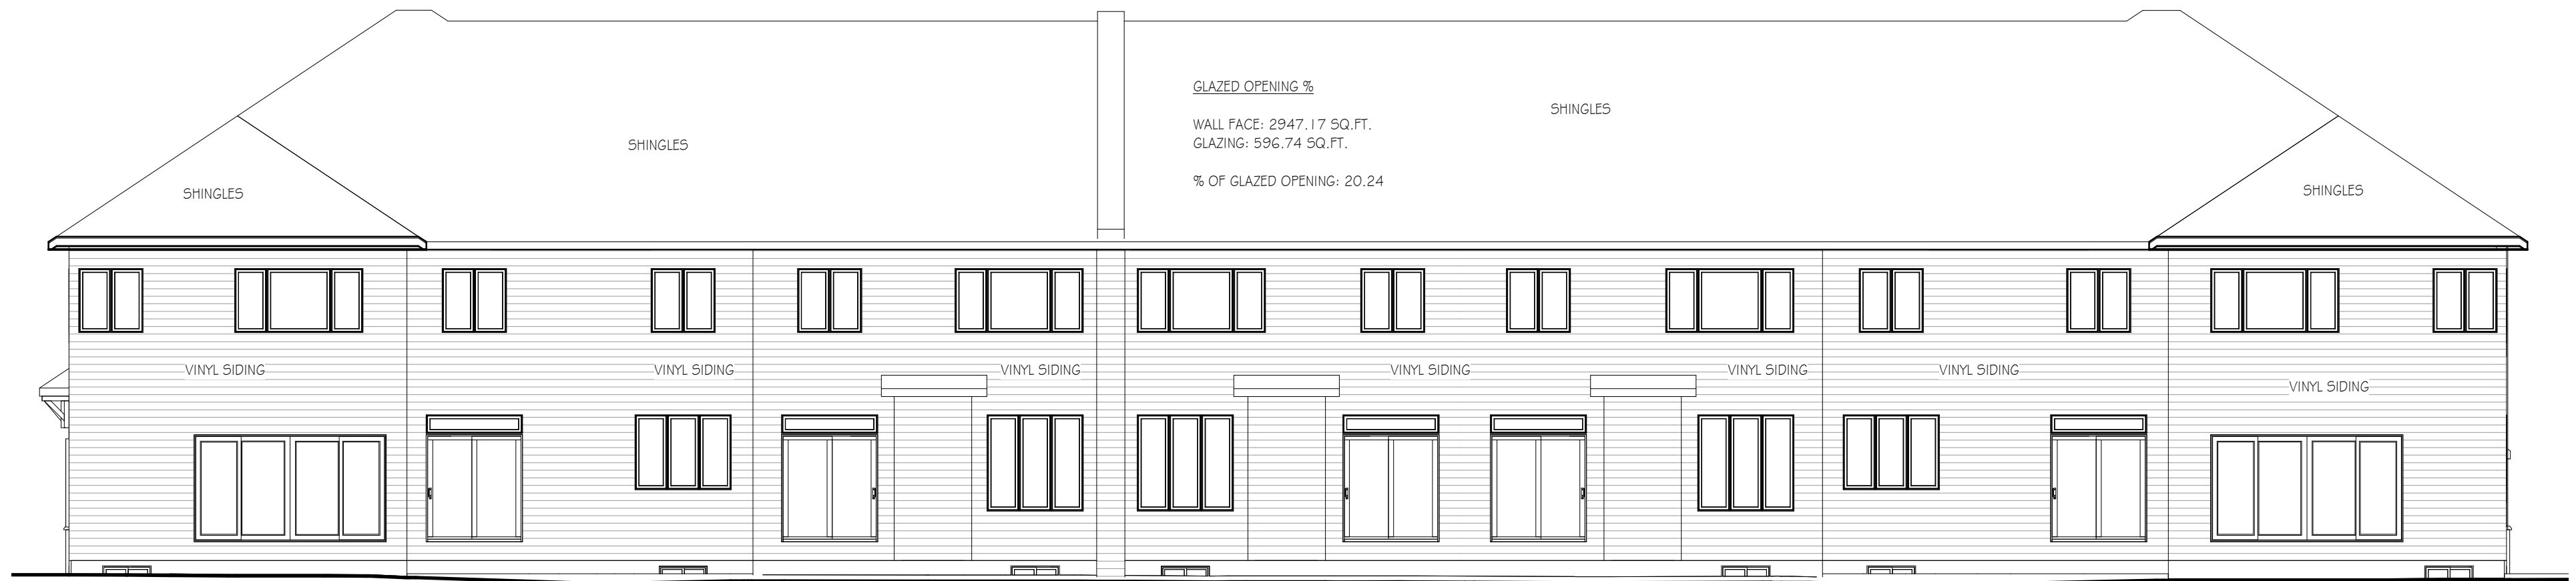 GLAZED OPENING %
WALL FACE: 2947.17 SQ.FT.
GLAZING: 596.74 SQ.FT.
% OF GLAZED OPENING: 20.24
SHINGLES
SHINGLES
SHINGLES
SHINGLES
VINYL SIDING
VINYL SIDING
VINYL SIDING
VINYL SIDING
VINYL SIDING
VINYL SIDING
VINYL SIDING